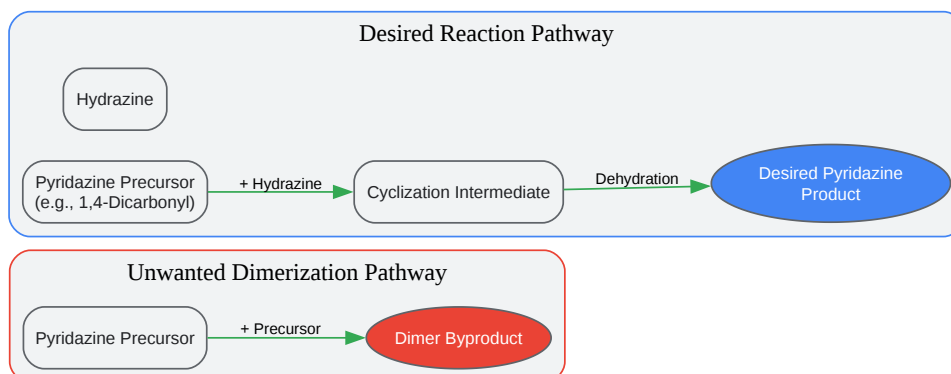 Desired Reaction Pathway
Hydrazine
Pyridazine Precursor
(e.g., 1,4-Dicarbonyl)
+ Hydrazine
Cyclization Intermediate
Dehydration
Desired Pyridazine
Product
Unwanted Dimerization Pathway
Pyridazine Precursor
+ Precursor
Dimer Byproduct